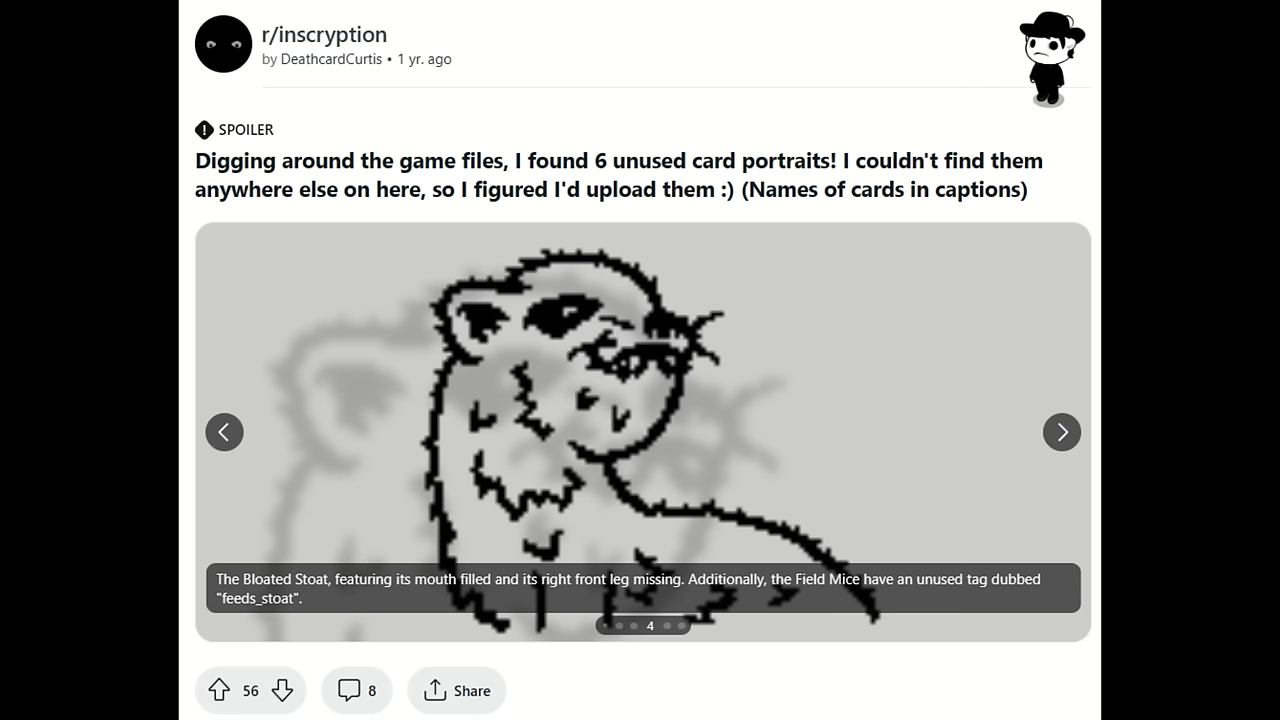 r/inscryption
by DeathcardCurtis • 1 yr. ago
SPOILER
Digging around the game files, I found 6 unused card portraits! I couldn't find them
anywhere else on here, so I figured I'd upload them :) (Names of cards in captions)
The Bloated Stoat, featuring its mouth filled and its right front leg missing. Additionally, the Field Mice have an unused tag dubbed
"feeds_stoat".
4
56
8
Share